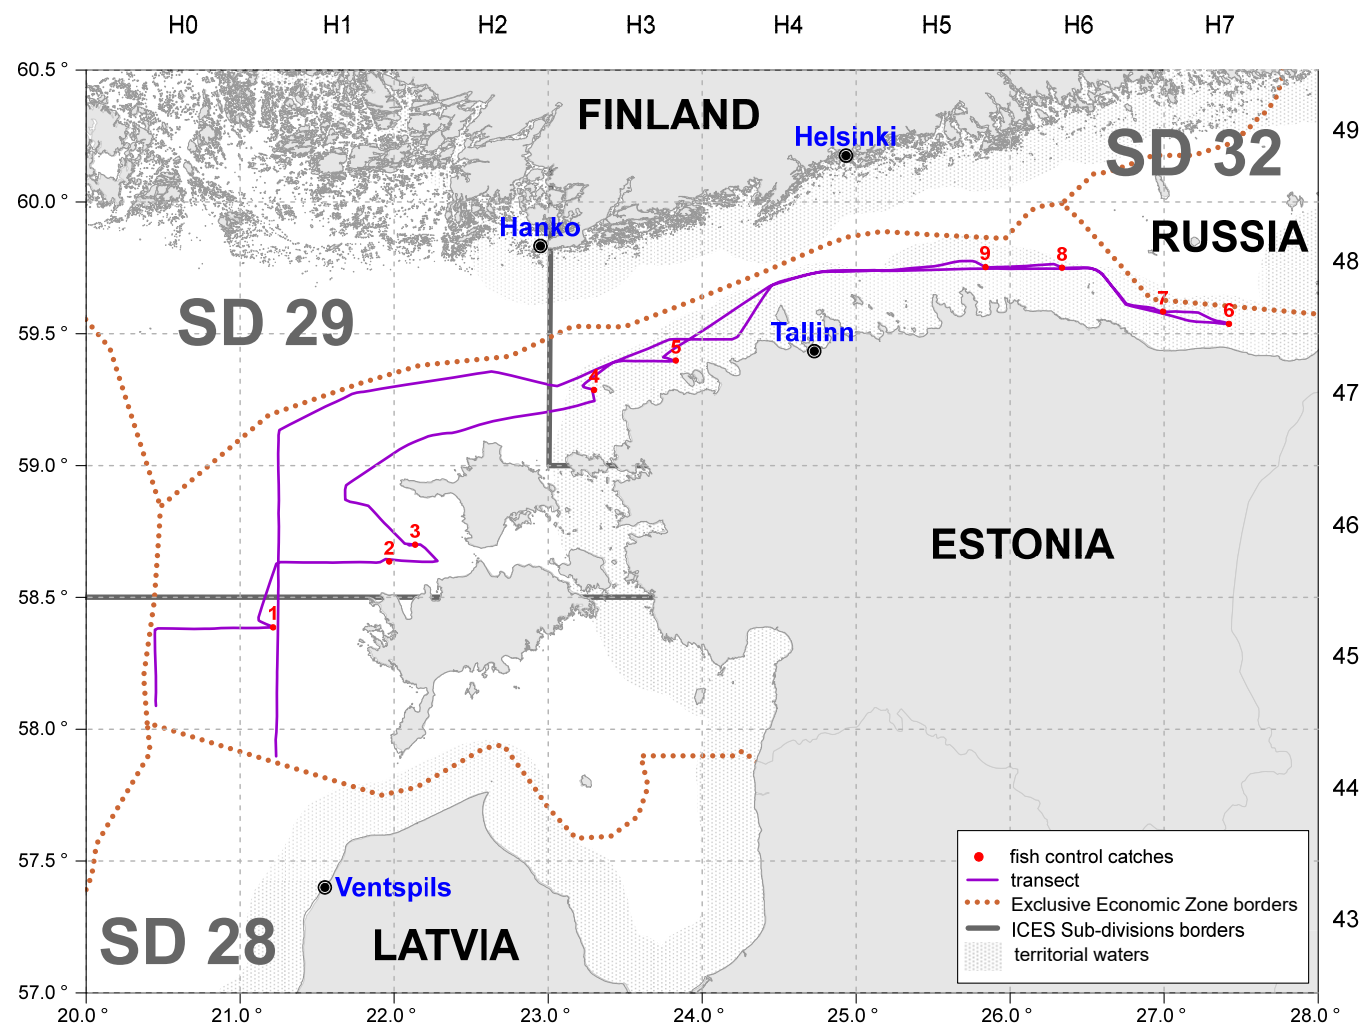 H0 H1 H2 H3 H4 H5 H6 H7
60.5 °
FINLAND
Helsinki
49
SD 32
60.0 °
Hanko
RUSSIA
9 8
48
SD 29
7
6
59.5 °
Tallinn
5
4
47
59.0 °
46
3
2
ESTONIA
58.5 °
1
45
58.0 °
44
fish control catches
57.5 °
transect
Ventspils
Exclusive Economic Zone borders
43
SD 28
LATVIA
ICES Sub-divisions borders
territorial waters
57.0 °
20.0 ° 21.0 ° 22.0 ° 23.0 ° 24.0 ° 25.0 ° 26.0 ° 27.0 ° 28.0 °